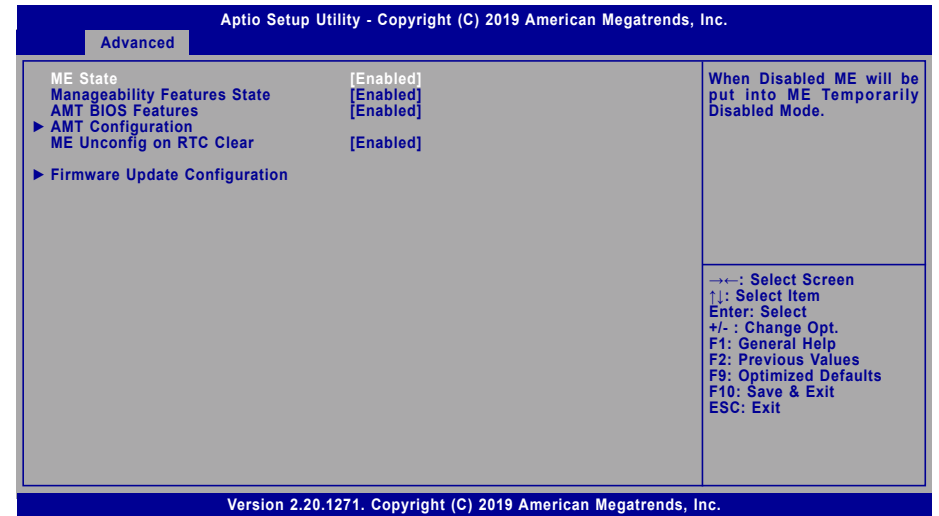 Aptio Setup Utility - Copyright (C) 2019 American Megatrends, Inc.
Advanced
ME State [Enabled]
Manageability Features State [Enabled]
AMT BIOS Features [Enabled]
▶ AMT Configuration
ME Unconfig on RTC Clear [Enabled]
▶ Firmware Update Configuration
When Disabled ME will be
put into ME Temporarily
Disabled Mode.
→←: Select Screen
↑↓: Select Item
Enter: Select
+/- : Change Opt.
F1: General Help
F2: Previous Values
F9: Optimized Defaults
F10: Save & Exit
ESC: Exit
Version 2.20.1271. Copyright (C) 2019 American Megatrends, Inc.